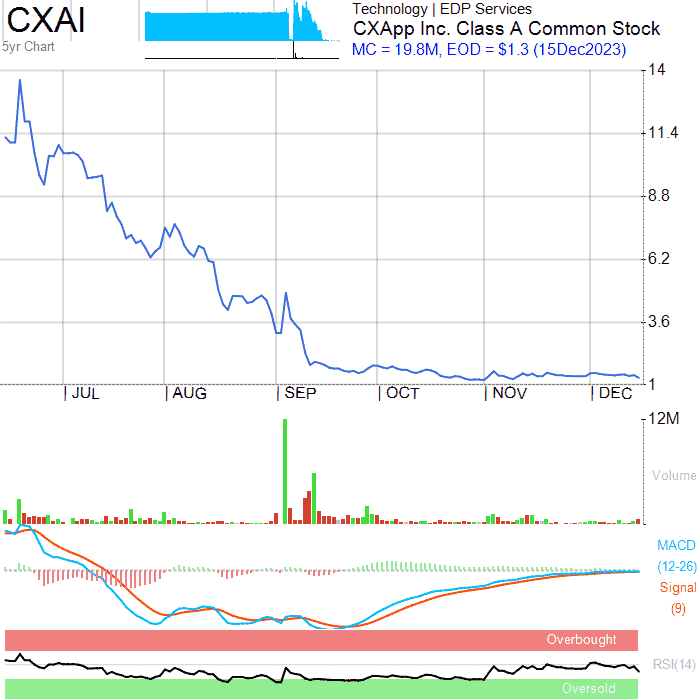 CXAI
5yr Chart
Technology | EDP Services
CXApp Inc. Class A Common Stock
MC = 19.8M, EOD = $1.3 (15Dec2023)
14
11.4
8.8
6.2
3.6
1
JUL AUG SEP OCT NOV DEC
12M
Volume
MACD
(12-26)
Signal
(9)
Overbought
RSI(14)
Oversold